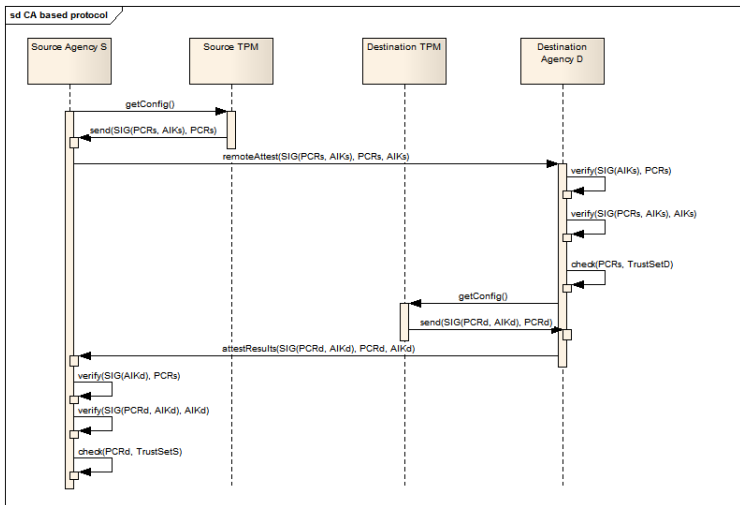 sd CA based protocol
Source Agency S
Source TPM
Destination TPM
Destination
Agency D
getConfig()
send(SIG(PCRs, AIKs), PCRs)
remoteAttest(SIG(PCRs, AIKs), PCRs, AIKs)
verify(SIG(AIKs), PCRs)
verify(SIG(PCRs, AIKs), AIKs)
check(PCRs, TrustSetD)
getConfig()
send(SIG(PCRd, AIKd), PCRd)
attestResults(SIG(PCRd, AIKd), PCRd, AIKd)
verify(SIG(AIKd), PCRs)
verify(SIG(PCRd, AIKd), AIKd)
check(PCRd, TrustSetS)